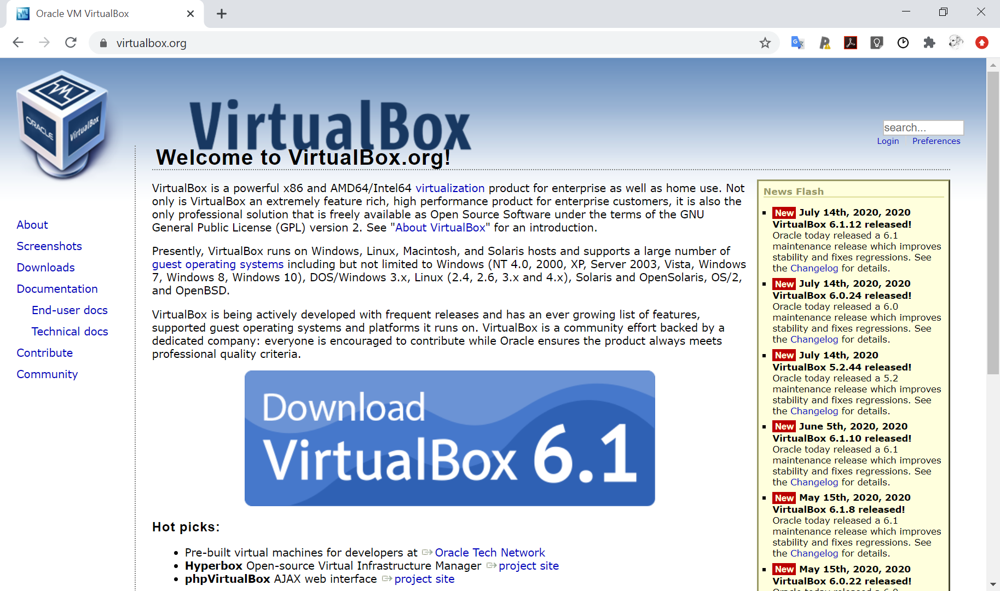 Oracle VM VirtualBox
virtualbox.org
ORACLE
VirtualBox
VirtualBox
search...
Login
Preferences
Welcome to VirtualBox.org!
About
Screenshots
Downloads
Documentation
End-user docs
Technical docs
Contribute
Community
VirtualBox is a powerful x86 and AMD64/Intel64 virtualization product for enterprise as well as home use. Not
only is VirtualBox an extremely feature rich, high performance product for enterprise customers, it is also the
only professional solution that is freely available as Open Source Software under the terms of the GNU
General Public License (GPL) version 2. See "About VirtualBox" for an introduction.
Presently, VirtualBox runs on Windows, Linux, Macintosh, and Solaris hosts and supports a large number of
guest operating systems including but not limited to Windows (NT 4.0, 2000, XP, Server 2003, Vista, Windows
7, Windows 8, Windows 10), DOS/Windows 3.x, Linux (2.4, 2.6, 3.x and 4.x), Solaris and OpenSolaris, OS/2,
and OpenBSD.
VirtualBox is being actively developed with frequent releases and has an ever growing list of features,
supported guest operating systems and platforms it runs on. VirtualBox is a community effort backed by a
dedicated company: everyone is encouraged to contribute while Oracle ensures the product always meets
professional quality criteria.
Download
VirtualBox 6.1
Hot picks:
Pre-built virtual machines for developers at Oracle Tech Network
Hyperbox Open-source Virtual Infrastructure Manager project site
phpVirtualBox AJAX web interface project site
News Flash
New July 14th, 2020, 2020
VirtualBox 6.1.12 released!
Oracle today released a 6.1
maintenance release which improves
stability and fixes regressions. See
the Changelog for details.
New July 14th, 2020, 2020
VirtualBox 6.0.24 released!
Oracle today released a 6.0
maintenance release which improves
stability and fixes regressions. See
the Changelog for details.
New July 14th, 2020
VirtualBox 5.2.44 released!
Oracle today released a 5.2
maintenance release which improves
stability and fixes regressions. See
the Changelog for details.
New June 5th, 2020, 2020
VirtualBox 6.1.10 released!
Oracle today released a 6.1
maintenance release which improves
stability and fixes regressions. See
the Changelog for details.
New May 15th, 2020, 2020
VirtualBox 6.1.8 released!
Oracle today released a 6.1
maintenance release which improves
stability and fixes regressions. See
the Changelog for details.
New May 15th, 2020, 2020
VirtualBox 6.0.22 released!
Oracle today released a 6.0